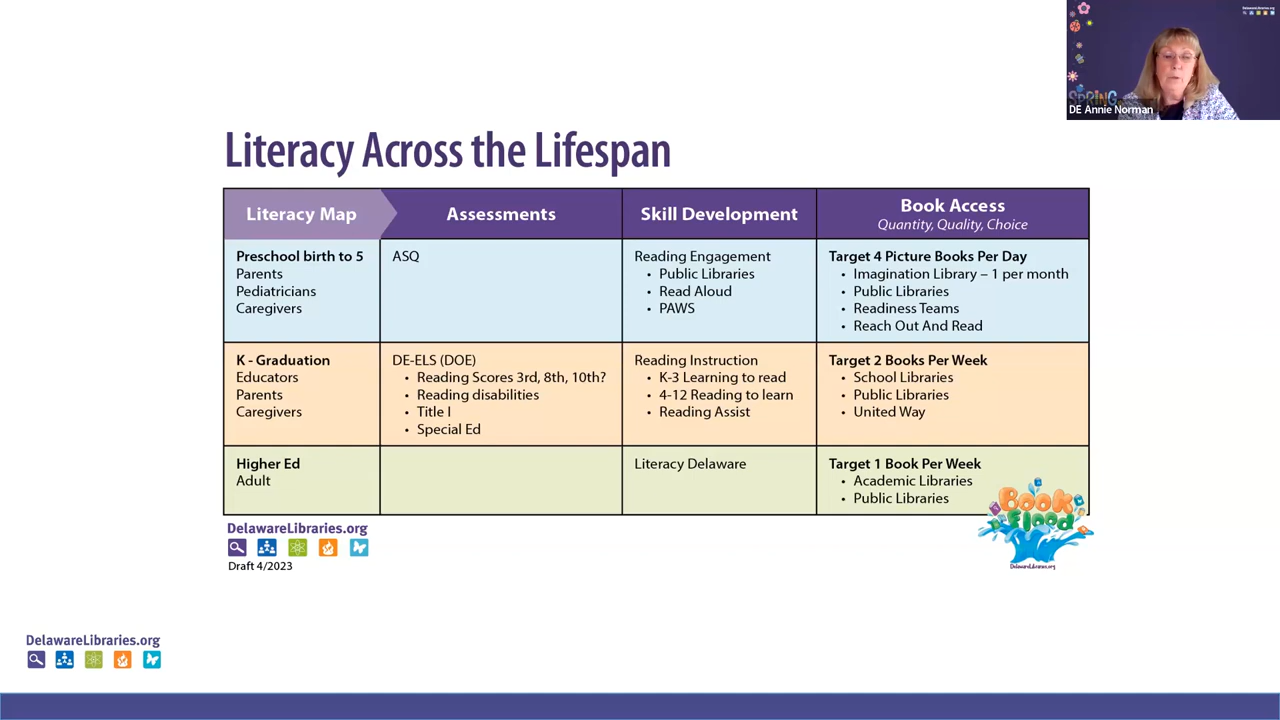 DelawareLibraries.org
SPRING
DE Annie Norman
Literacy Across the Lifespan
Literacy Map
Assessments
Skill Development
Book Access
Quantity, Quality, Choice
Preschool birth to 5
Parents
Pediatricians
Caregivers
ASQ
Reading Engagement
• Public Libraries
• Read Aloud
• PAWS
Target 4 Picture Books Per Day
• Imagination Library – 1 per month
• Public Libraries
• Readiness Teams
• Reach Out And Read
K - Graduation
Educators
Parents
Caregivers
DE-ELS (DOE)
• Reading Scores 3rd, 8th, 10th?
• Reading disabilities
• Title I
• Special Ed
Reading Instruction
• K-3 Learning to read
• 4-12 Reading to learn
• Reading Assist
Target 2 Books Per Week
• School Libraries
• Public Libraries
• United Way
Higher Ed
Adult
Literacy Delaware
Target 1 Book Per Week
• Academic Libraries
• Public Libraries
Book
Flood
DelawareLibraries.org
DelawareLibraries.org
Draft 4/2023
DelawareLibraries.org